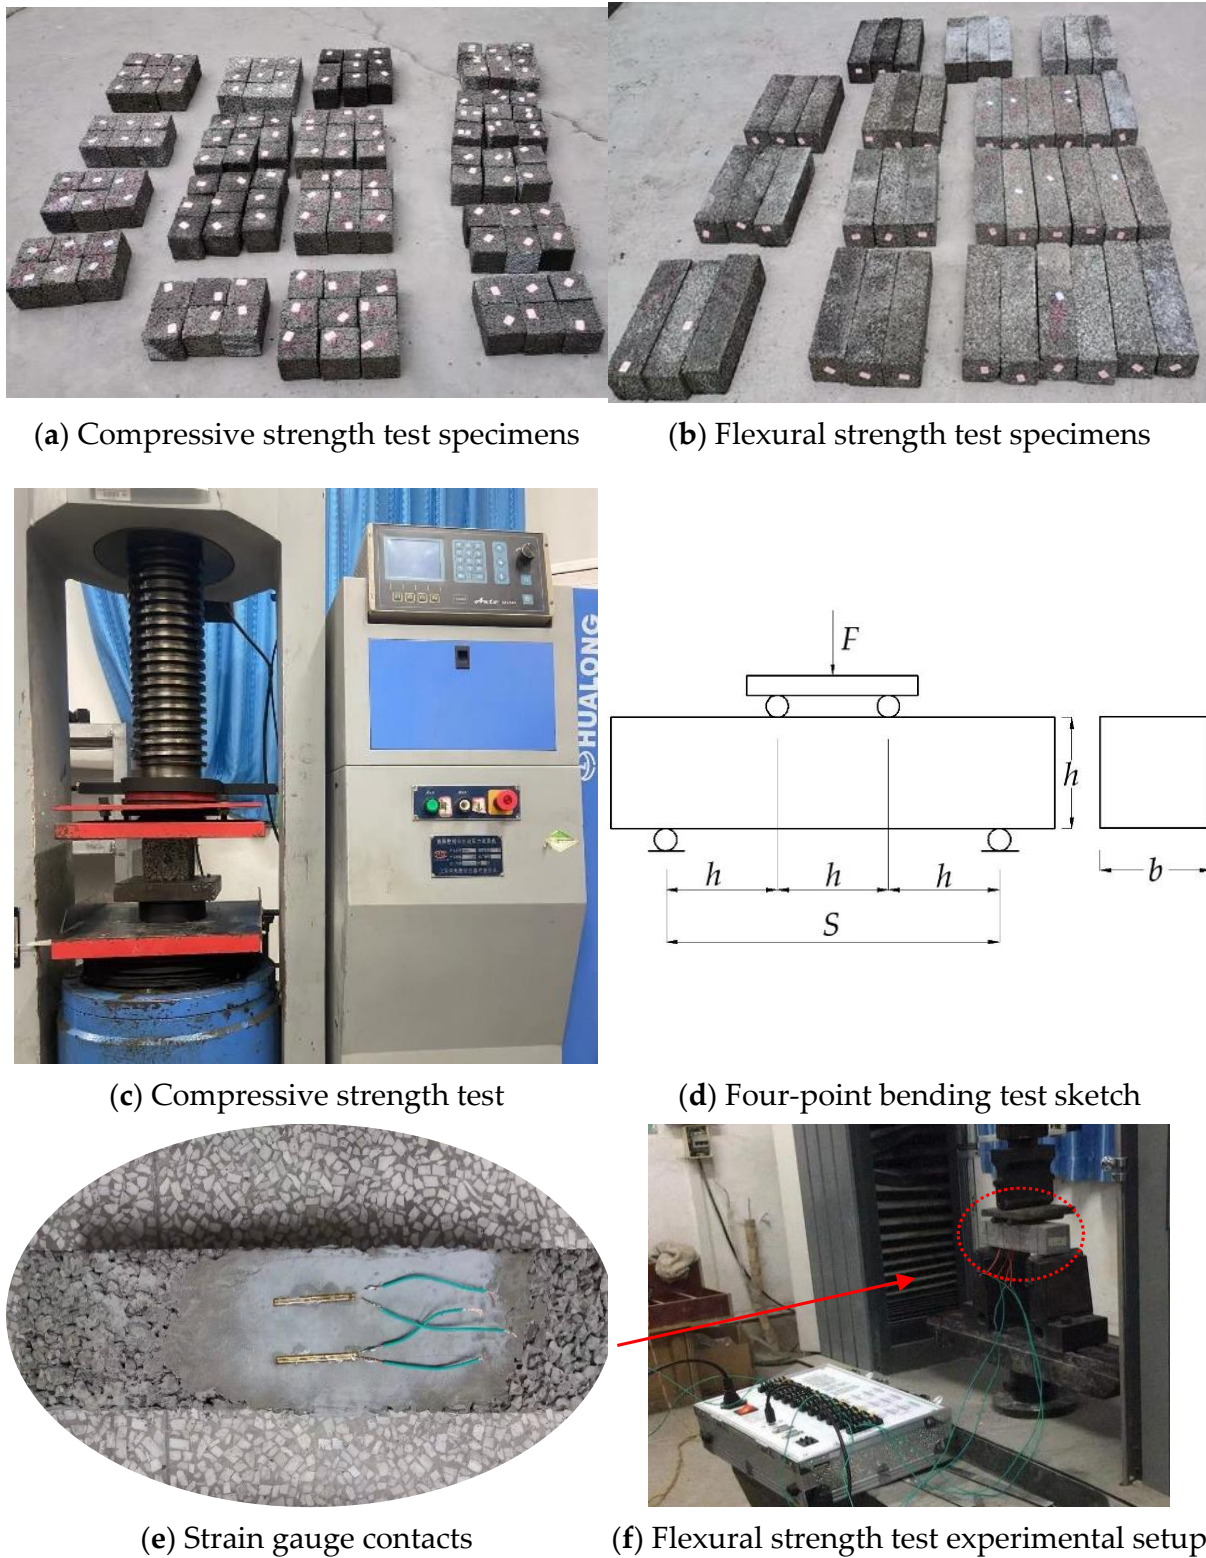 (a) Compressive strength test specimens
(b) Flexural strength test specimens
HUALONG
F
h
h
h
h
S
b
(c) Compressive strength test
(d) Four-point bending test sketch
(e) Strain gauge contacts
(f) Flexural strength test experimental setup